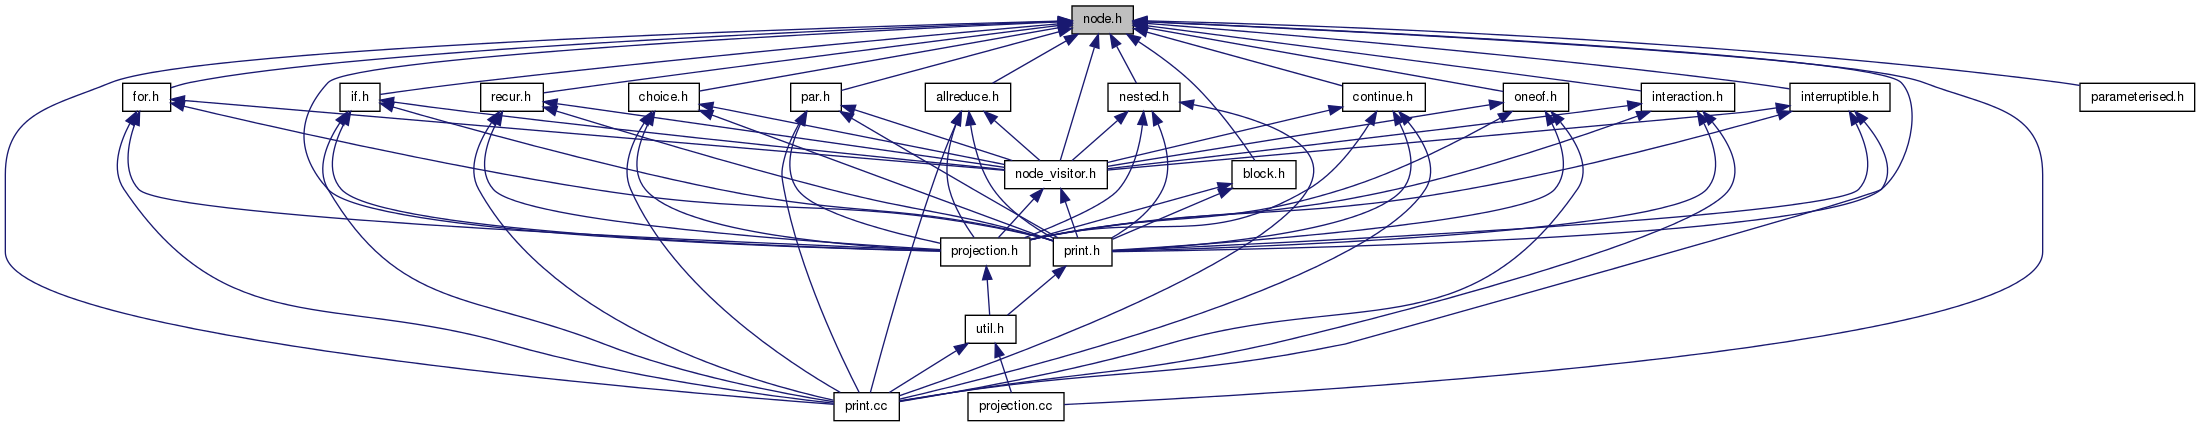 node.h
for.h
if.h
recur.h
choice.h
par.h
allreduce.h
nested.h
continue.h
oneof.h
interaction.h
interruptible.h
parameterised.h
node_visitor.h
block.h
projection.h
print.h
util.h
print.cc
projection.cc